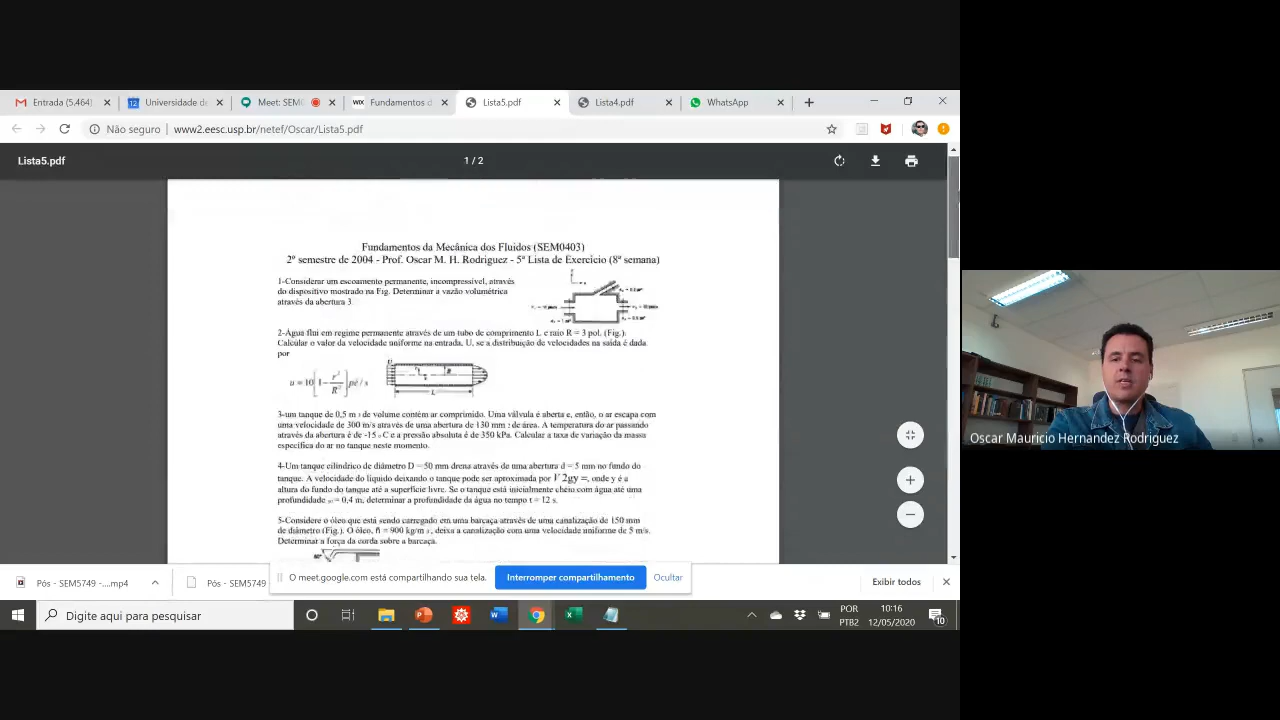 Entrada (5.464)
Universidade de
Meet: SEM0
WIX Fundamentos d
Lista5.pdf
Lista4.pdf
WhatsApp
Não seguro | www2.eesc.usp.br/netef/Oscar/Lista5.pdf
Lista5.pdf
1 / 2
Fundamentos da Mecânica dos Fluidos (SEM0403)
2º semestre de 2004 - Prof. Oscar M. H. Rodriguez - 5ª Lista de Exercício (8ª semana)
1-Considerar um escoamento permanente, incompressível, através
do dispositivo mostrado na Fig. Determinar a vazão volumétrica
através da abertura 3.
2-Água flui em regime permanente através de um tubo de comprimento L e raio R = 3 pol. (Fig.).
Calcular o valor da velocidade uniforme na entrada, U, se a distribuição de velocidades na saída é dada
por
u = 10[1 - r²/R²] pé/s
U
R
L
3-um tanque de 0,5 m 3 de volume contém ar comprimido. Uma válvula é aberta e, então, o ar escapa com
uma velocidade de 300 m/s através de uma abertura de 130 mm 2 de área. A temperatura do ar passando
através da abertura é de -15 o C e a pressão absoluta é de 350 kPa. Calcular a taxa de variação da massa
específica do ar no tanque neste momento.
4-Um tanque cilíndrico de diâmetro D = 50 mm drena através de uma abertura d = 5 mm no fundo do
tanque. A velocidade do líquido deixando o tanque pode ser aproximada por V 2gy =, onde y é a
altura do fundo do tanque até a superfície livre. Se o tanque está inicialmente cheio com água até uma
profundidade yo = 0,4 m, determinar a profundidade da água no tempo t = 12 s.
5-Considere o óleo que está sendo carregado em uma barcaça através de uma canalização de 150 mm
de diâmetro (Fig.). O óleo, ñ = 900 kg/m 3, deixa a canalização com uma velocidade uniforme de 5 m/s.
Determinar a força da corda sobre a barcaça.
Oscar Mauricio Hernandez Rodriguez
Pós - SEM5749 -....mp4
Pós - SEM5749
O meet.google.com está compartilhando sua tela.
Interromper compartilhamento
Ocultar
Exibir todos
Digite aqui para pesquisar
POR
PTB2
10:16
12/05/2020
10